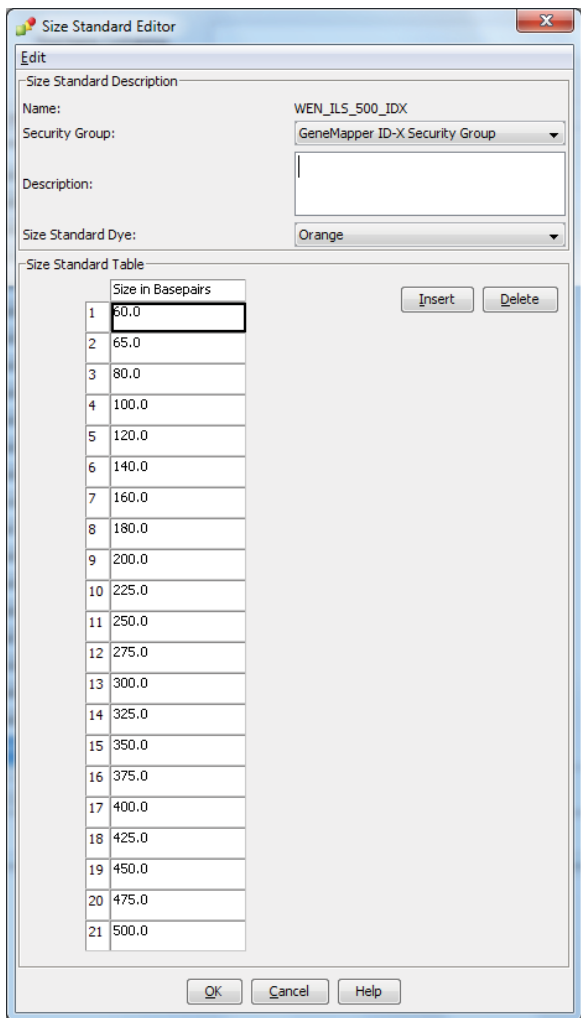 Size Standard Editor
x
Edit
Size Standard Description
Name: WEN_ILS_500_IDX
Security Group: GeneMapper ID-X Security Group
Description:
Size Standard Dye: Orange
Size Standard Table
Size in Basepairs Insert Delete
1 60.0
2 65.0
3 80.0
4 100.0
5 120.0
6 140.0
7 160.0
8 180.0
9 200.0
10 225.0
11 250.0
12 275.0
13 300.0
14 325.0
15 350.0
16 375.0
17 400.0
18 425.0
19 450.0
20 475.0
21 500.0
OK Cancel Help